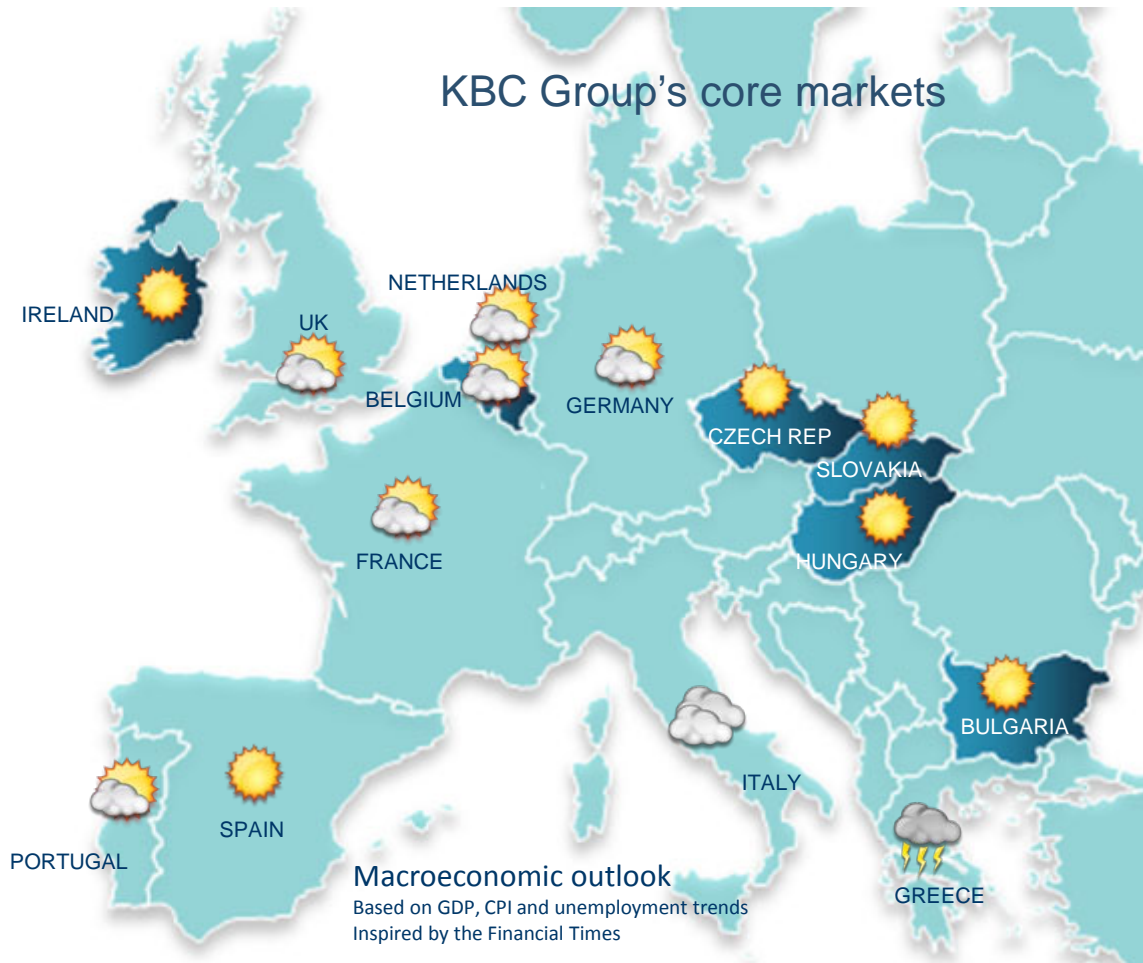 KBC Group's core markets
NETHERLANDS
IRELAND
UK
BELGIUM
GERMANY
CZECH REP
SLOVAKIA
FRANCE
HUNGARY
BULGARIA
ITALY
SPAIN
PORTUGAL
GREECE
Macroeconomic outlook
Based on GDP, CPI and unemployment trends
Inspired by the Financial Times